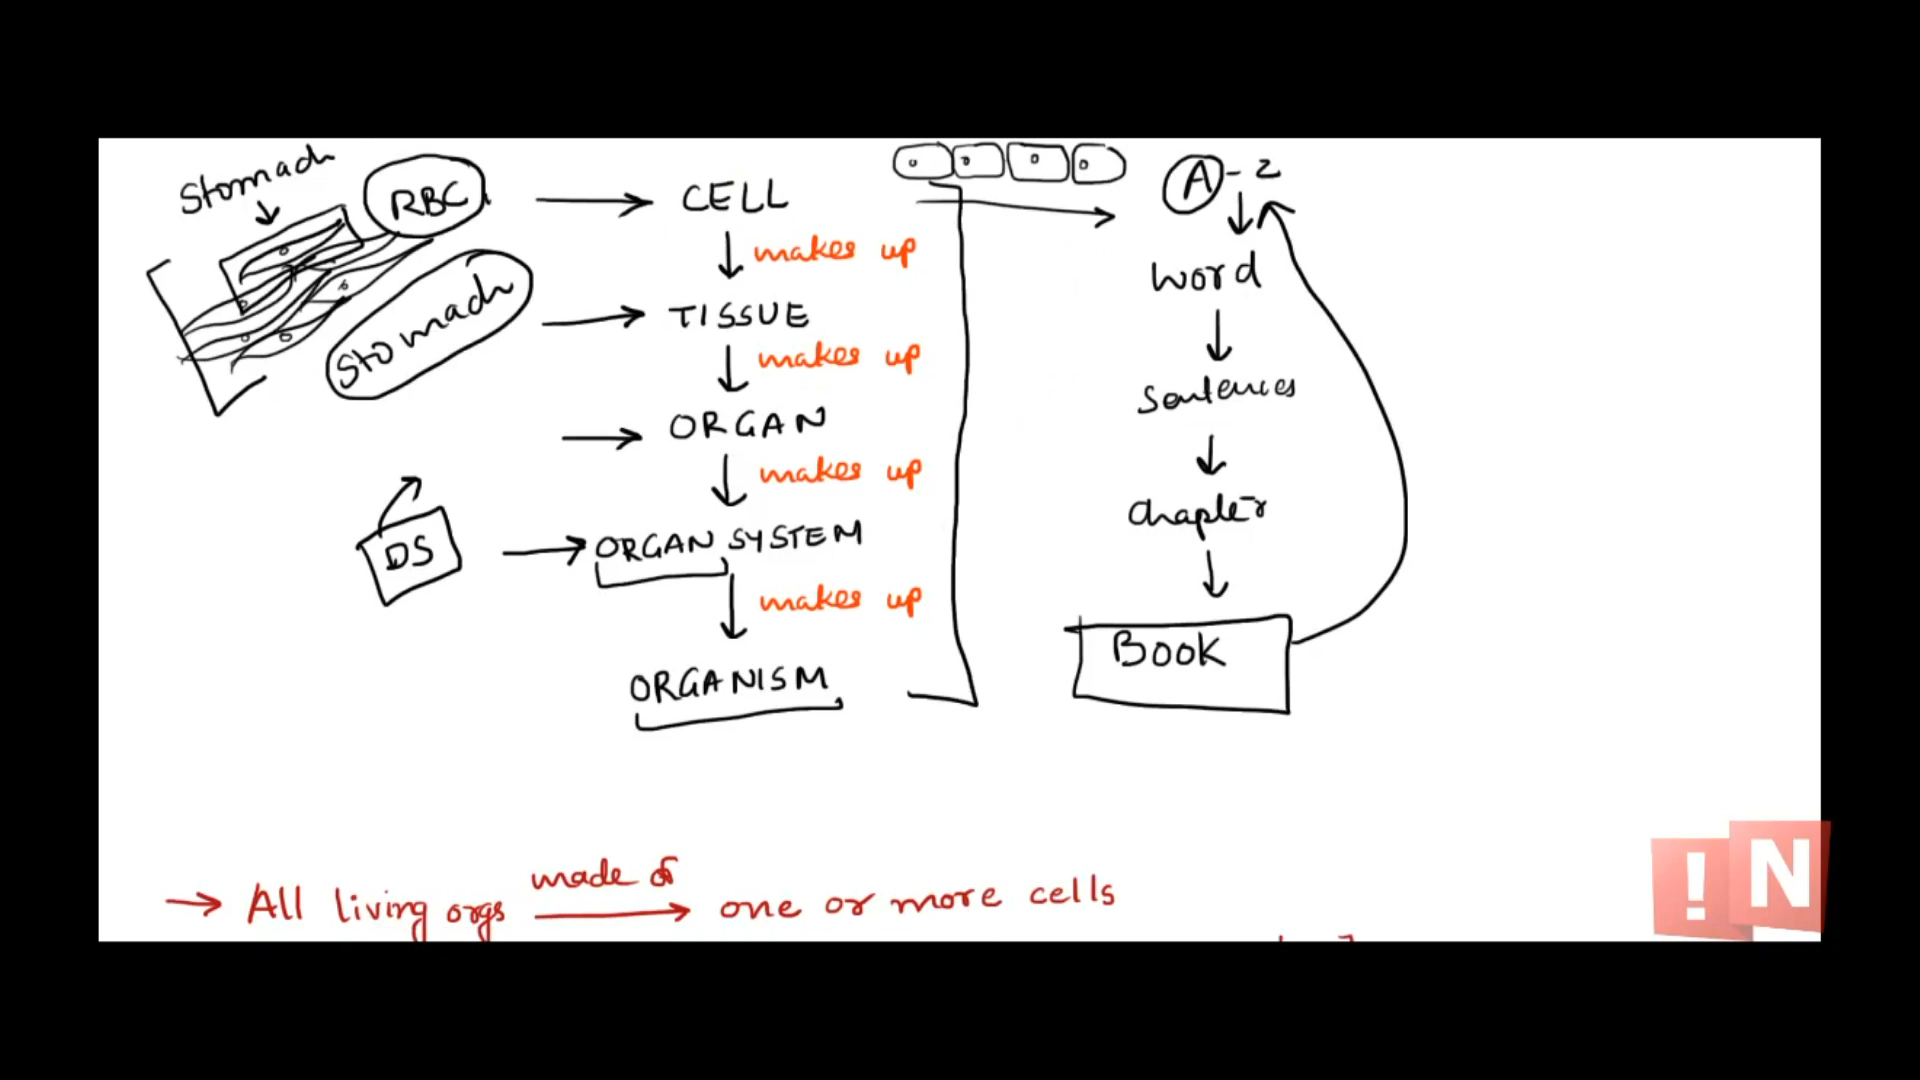 Stomach
RBC
CELL
makes up
TISSUE
makes up
Stomach
ORGAN
makes up
DS
ORGAN SYSTEM
makes up
ORGANISM
A - Z
word
Sentences
Chapter
BOOK
→ All living orgs made of → one or more cells
!N